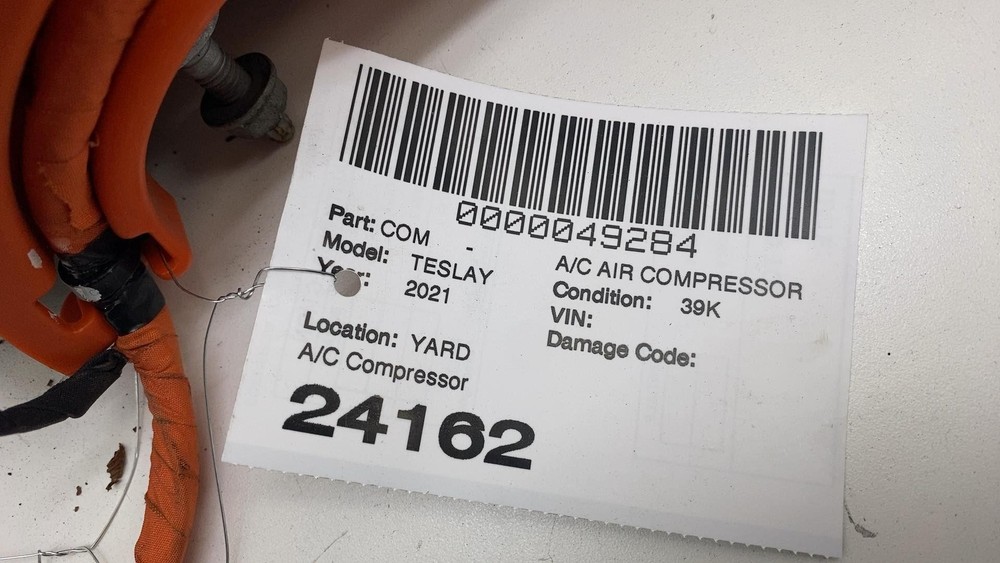 0000049284
Part: COM -
A/C AIR COMPRESSOR
Model: TESLAY
Condition: 39K
Year: 2021
VIN:
Damage Code:
Location: YARD
A/C Compressor
24162